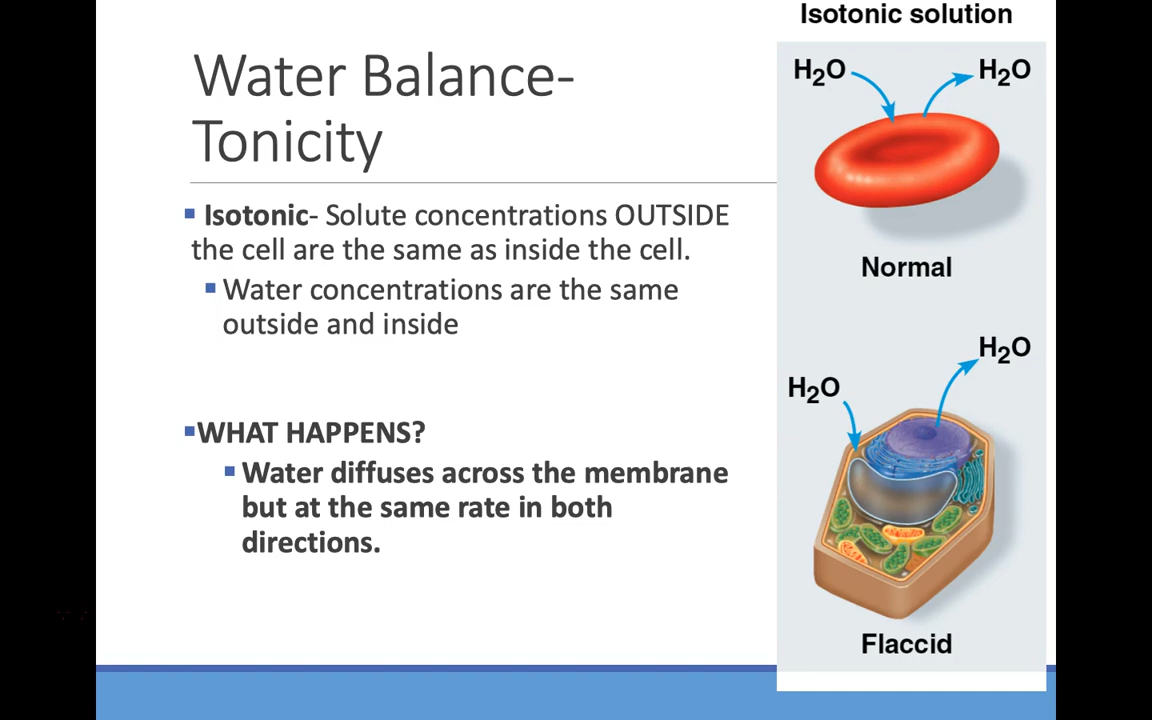 Isotonic solution
Water Balance-
Tonicity
▪ Isotonic- Solute concentrations OUTSIDE
the cell are the same as inside the cell.
▪ Water concentrations are the same
outside and inside
▪WHAT HAPPENS?
▪ Water diffuses across the membrane
but at the same rate in both
directions.
H₂O H₂O
Normal
H₂O
H₂O
Flaccid